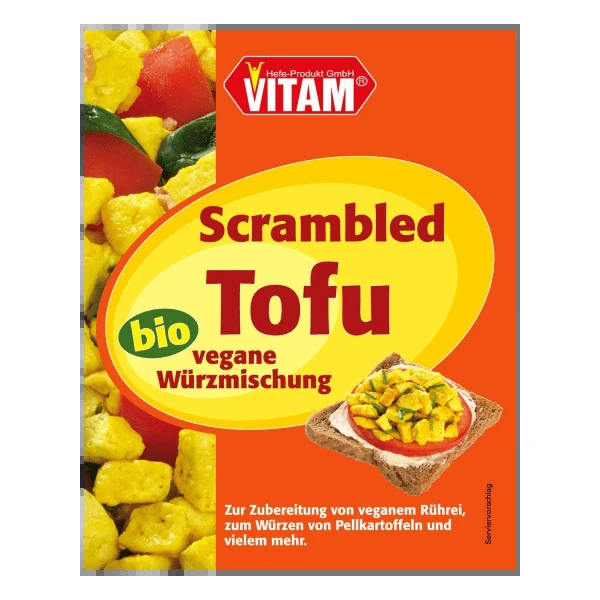 Hefe-Produkt GmbH
VITAM®
Scrambled
Tofu
bio
vegane
Würzmischung
Zur Zubereitung von veganem Rührei,
zum Würzen von Pellkartoffeln und
vielem mehr.
Serviervorschlag